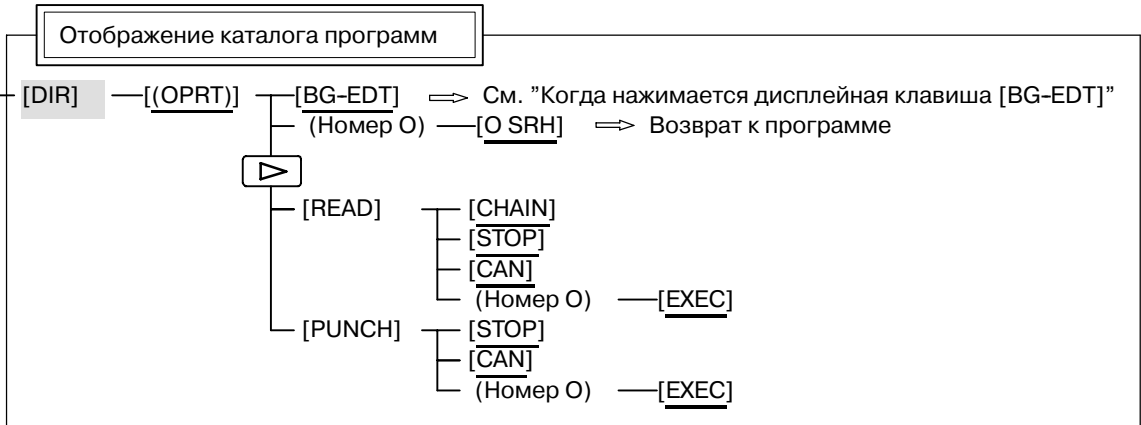 Отображение каталога программ
[DIR] [(OPRT)] [BG-EDT] См. "Когда нажимается дисплейная клавиша [BG-EDT]"
(Номер O) [O SRH] Возврат к программе
[READ] [CHAIN]
[STOP]
[CAN]
(Номер O) [EXEC]
[PUNCH] [STOP]
[CAN]
(Номер O) [EXEC]